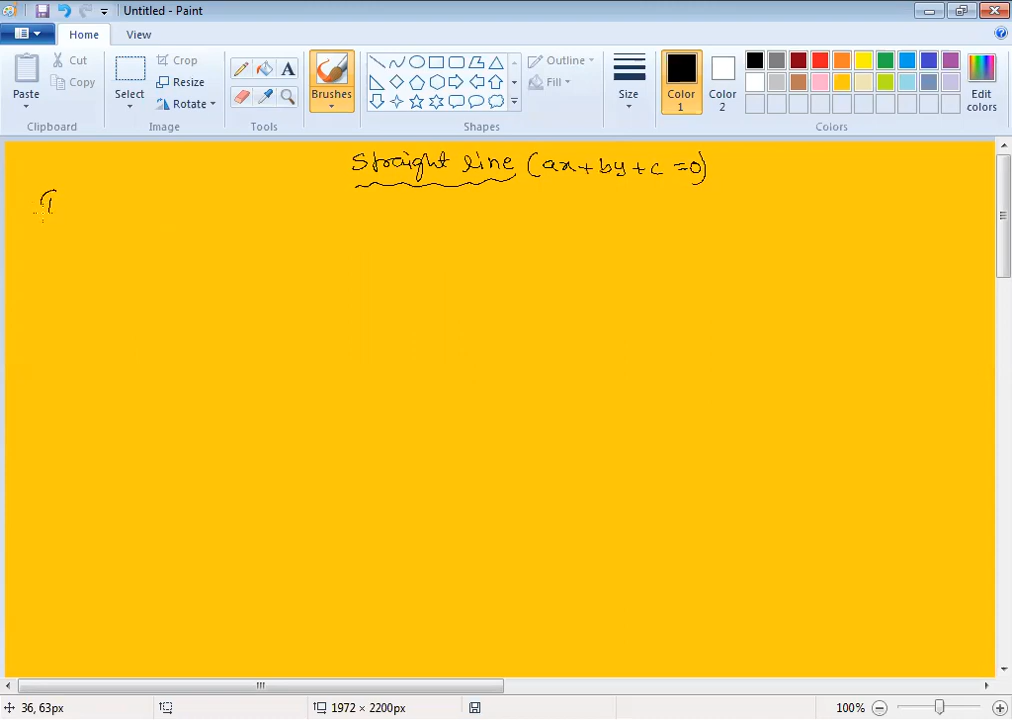 Untitled - Paint
Home
View
Paste
Cut
Copy
Clipboard
Select
Crop
Resize
Rotate
Image
A
Tools
Brushes
Outline
Fill
Shapes
Size
Color 1
Color 2
Edit colors
Colors
Straight line (ax+by+c=0)
36, 63px
1972 × 2200px
100%